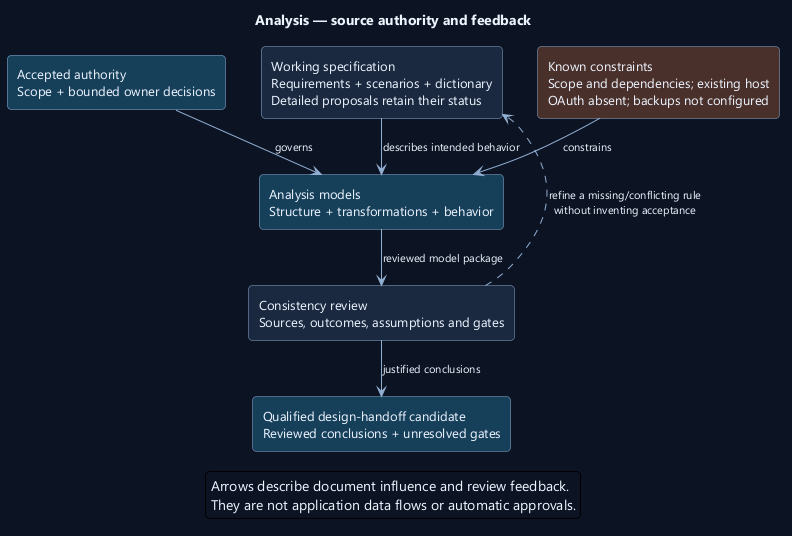 Analysis — source authority and feedback
Accepted authority
Scope + bounded owner decisions
Working specification
Requirements + scenarios + dictionary
Detailed proposals retain their status
Known constraints
Scope and dependencies; existing host
OAuth absent; backups not configured
governs
describes intended behavior
constrains
Analysis models
Structure + transformations + behavior
refine a missing/conflicting rule
without inventing acceptance
reviewed model package
Consistency review
Sources, outcomes, assumptions and gates
justified conclusions
Qualified design-handoff candidate
Reviewed conclusions + unresolved gates
Arrows describe document influence and review feedback.
They are not application data flows or automatic approvals.